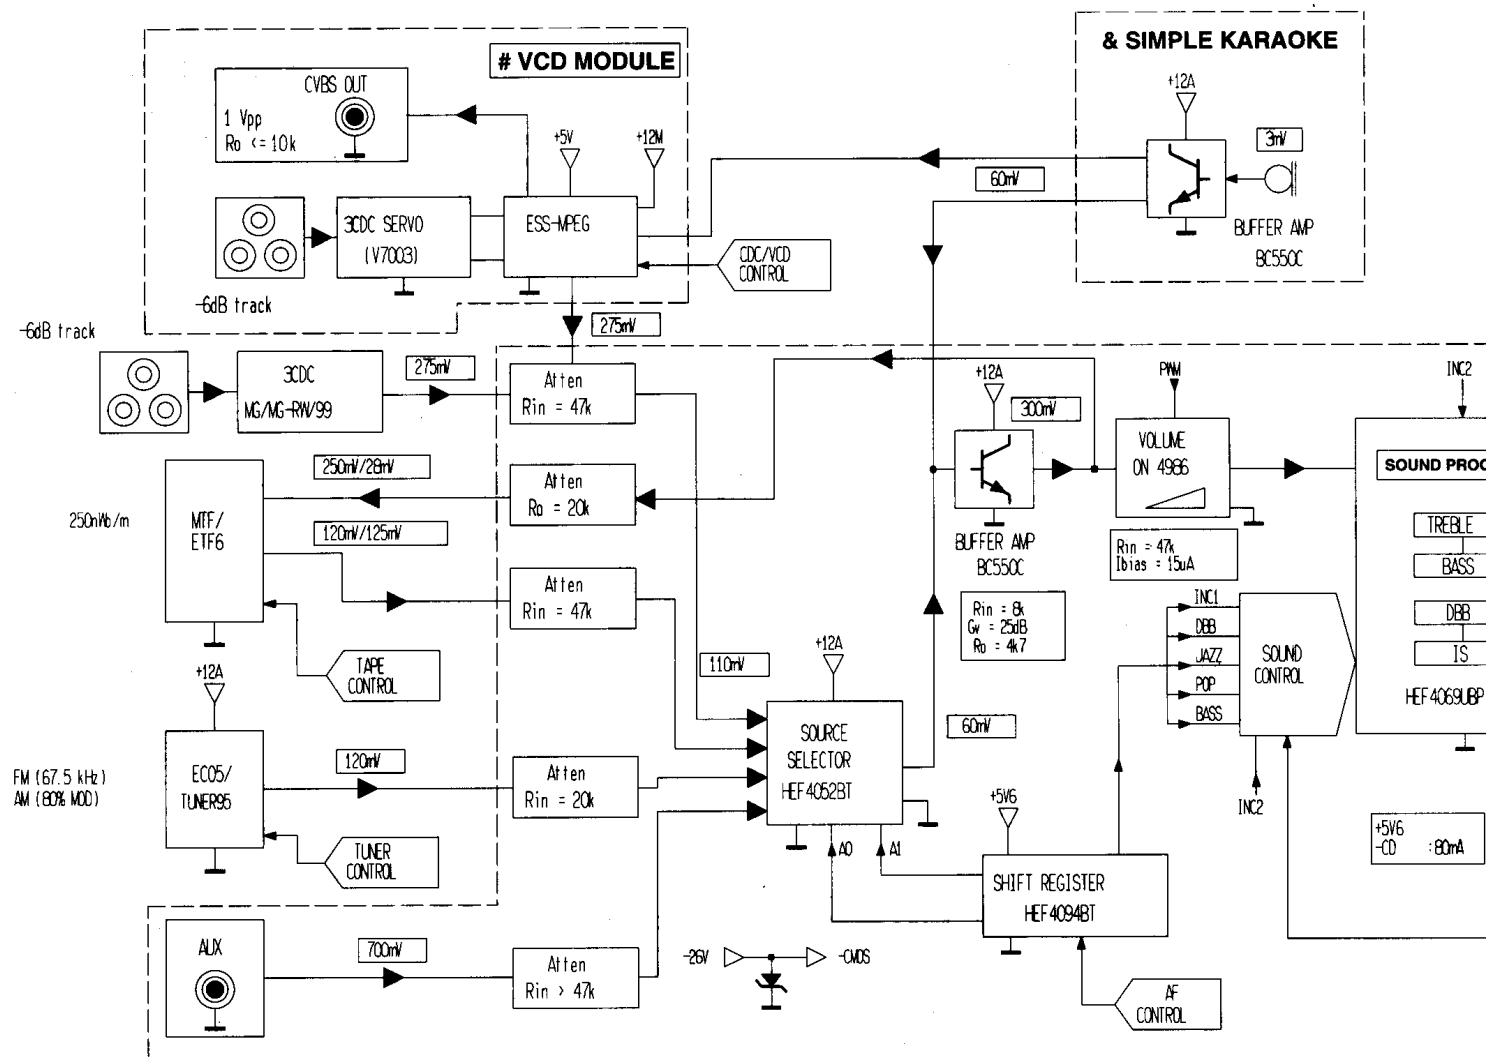 # VCD MODULE
CVBS OUT
1 Vpp
Ro <= 10k
+5V
+12M
3CDC SERVO
(V7003)
ESS-MPEG
-6dB track
CDC/VCD
CONTROL
275mV
& SIMPLE KARAOKE
+12A
3mV
60mV
BUFFER AMP
BC550C
-6dB track
3CDC
MG/MG-RW/99
275mV
Atten
Rin = 47k
250mV/28mV
Atten
Ro = 20k
250nWb/m
MTF/
ETF6
120mV/125mV
Atten
Rin = 47k
TAPE
CONTROL
+12A
300mV
BUFFER AMP
BC550C
Rin = 8k
Gv = 25dB
Ro = 4k7
PWM
VOLUME
ON 4986
Rin = 47k
Ibias = 15uA
INC2
SOUND PROC
TREBLE
BASS
DBB
IS
HEF4069UBP
INC1
DBB
JAZZ
POP
BASS
SOUND
CONTROL
INC2
+5V6
-CD :80mA
110mV
+12A
SOURCE
SELECTOR
HEF4052BT
60mV
A0
A1
+12A
FM (67.5 kHz)
AM (80% MOD)
ECO5/
TUNER95
120mV
Atten
Rin = 20k
TUNER
CONTROL
+5V6
SHIFT REGISTER
HEF4094BT
AF
CONTROL
AUX
700mV
Atten
Rin > 47k
-26V
-CMOS